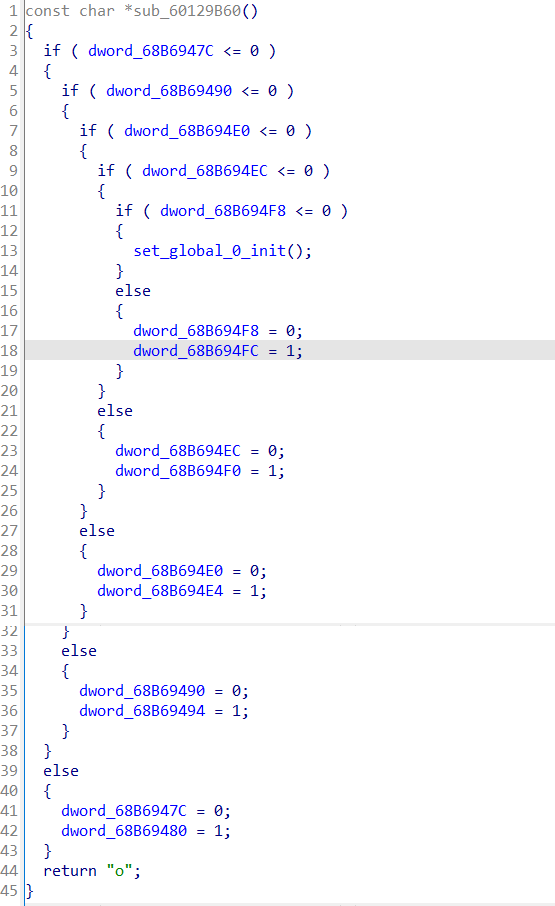 1 const char *sub_60129B60()
2 {
3   if ( dword_68B6947C <= 0 )
4   {
5     if ( dword_68B69490 <= 0 )
6     {
7       if ( dword_68B694E0 <= 0 )
8       {
9         if ( dword_68B694EC <= 0 )
10         {
11           if ( dword_68B694F8 <= 0 )
12           {
13             set_global_0_init();
14           }
15           else
16           {
17             dword_68B694F8 = 0;
18             dword_68B694FC = 1;
19           }
20         }
21         else
22         {
23           dword_68B694EC = 0;
24           dword_68B694F0 = 1;
25         }
26       }
27       else
28       {
29         dword_68B694E0 = 0;
30         dword_68B694E4 = 1;
31       }
32     }
33     else
34     {
35       dword_68B69490 = 0;
36       dword_68B69494 = 1;
37     }
38   }
39   else
40   {
41     dword_68B6947C = 0;
42     dword_68B69480 = 1;
43   }
44   return "o";
45 }